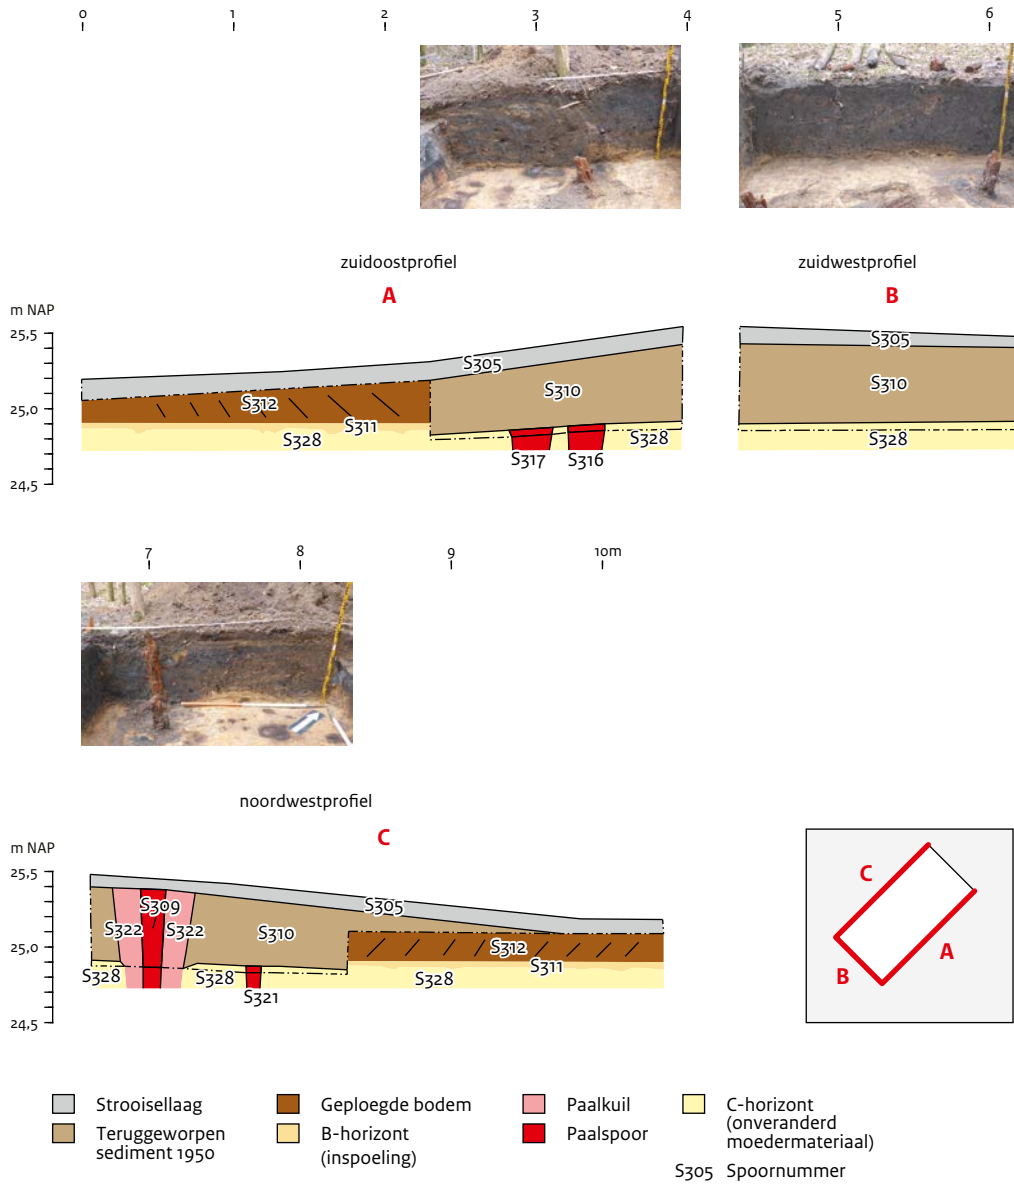 0 1 2 3 4 5 6
zuidoostprofiel zuidwestprofiel
A B
m NAP
25,5
S305 S305
S310 S310
25,0
S312
S311
S328 S328 S328
S317 S316
24,5
7 8 9 10m
noordwestprofiel
C
m NAP
25,5
S309 S305
S322 S322 S310
25,0
S312
S311
S328 S328 S328
S321
24,5
C
A
B
Strooisellaag
Teruggeworpen
sediment 1950
Geploegde bodem
B-horizont
(inspoeling)
Paalkuil
Paalspoor
C-horizont
(onveranderd
moedermateriaal)
S305 Spoornummer